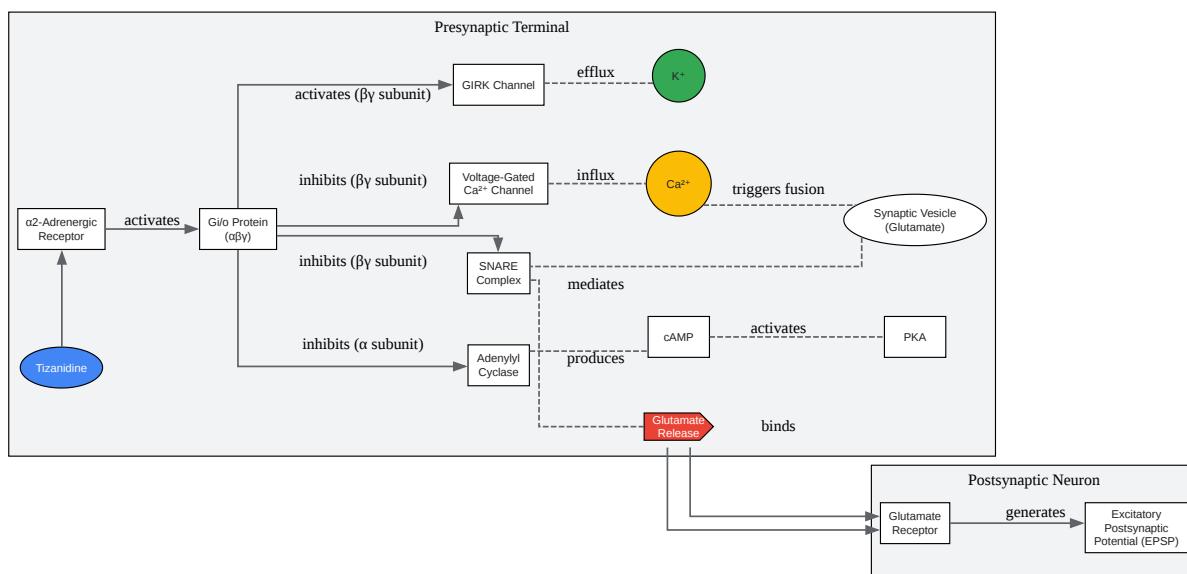 Presynaptic Terminal
efflux
K⁺
GIRK Channel
activates (βγ subunit)
inhibits (βγ subunit)
Voltage-Gated
Ca²⁺ Channel
influx
Ca²⁺
triggers fusion
Synaptic Vesicle
(Glutamate)
α2-Adrenergic
Receptor
activates
Gi/o Protein
(αβγ)
inhibits (βγ subunit)
SNARE
Complex
mediates
Tizanidine
inhibits (α subunit)
Adenylyl
Cyclase
produces
cAMP
activates
PKA
Glutamate
Release
binds
Postsynaptic Neuron
Glutamate
Receptor
generates
Excitatory
Postsynaptic
Potential (EPSP)